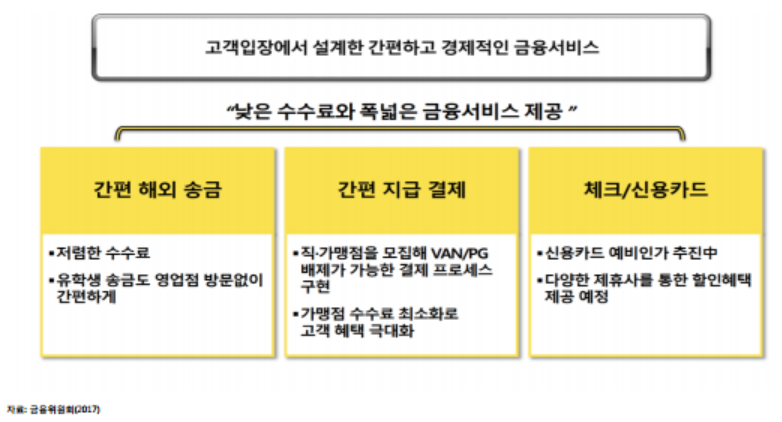 고객입장에서 설계한 간편하고 경제적인 금융서비스
“낮은 수수료와 폭넓은 금융서비스 제공 ”
간편 해외 송금
▪저렴한 수수료
▪유학생 송금도 영업점 방문없이
간편하게
간편 지급 결제
▪직·가맹점을 모집해 VAN/PG
배제가 가능한 결제 프로세스
구현
▪가맹점 수수료 최소화로
고객 혜택 극대화
체크/신용카드
▪신용카드 예비인가 추진中
▪다양한 제휴사를 통한 할인혜택
제공 예정
자료: 금융위원회(2017)